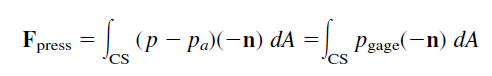 F_press = ∫_CS (p − p_a)(−n) dA = ∫_CS p_gage(−n) dA